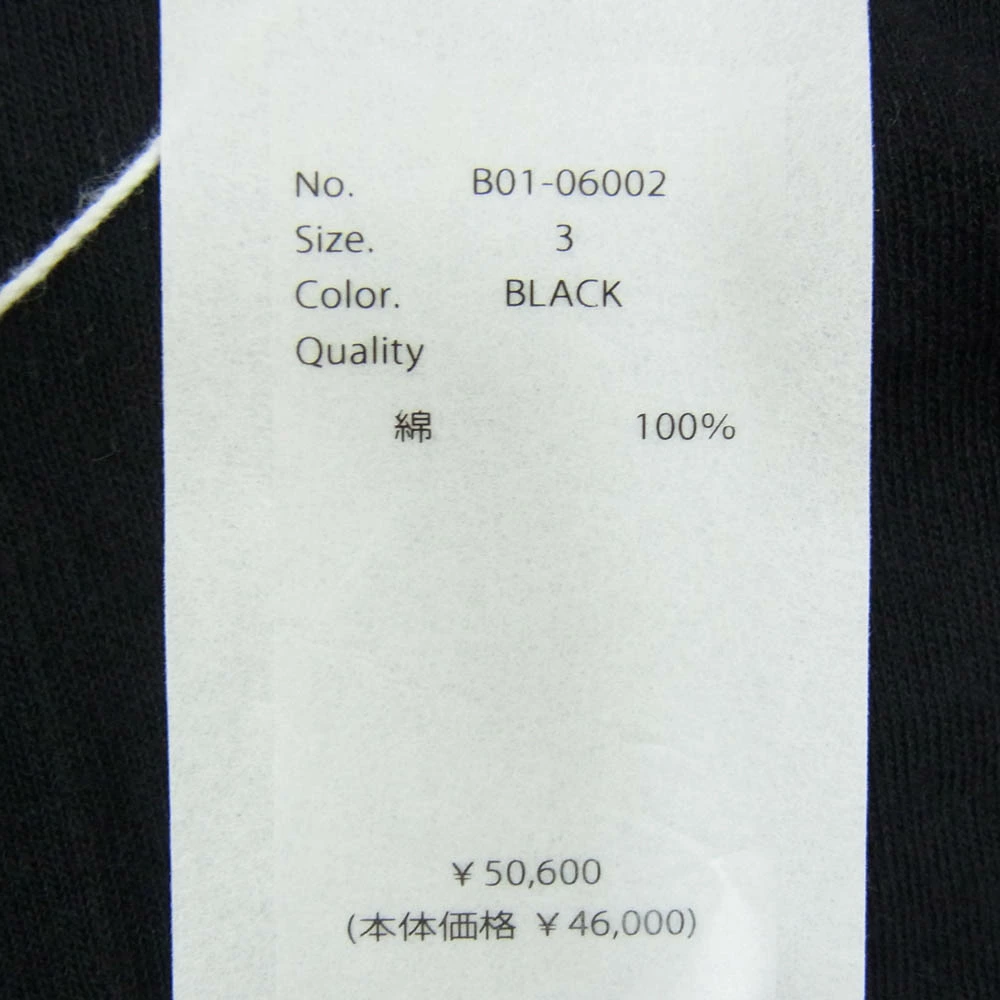 No. B01-06002
Size. 3
Color. BLACK
Quality
綿 100%
¥ 50,600
(本体価格 ¥ 46,000)